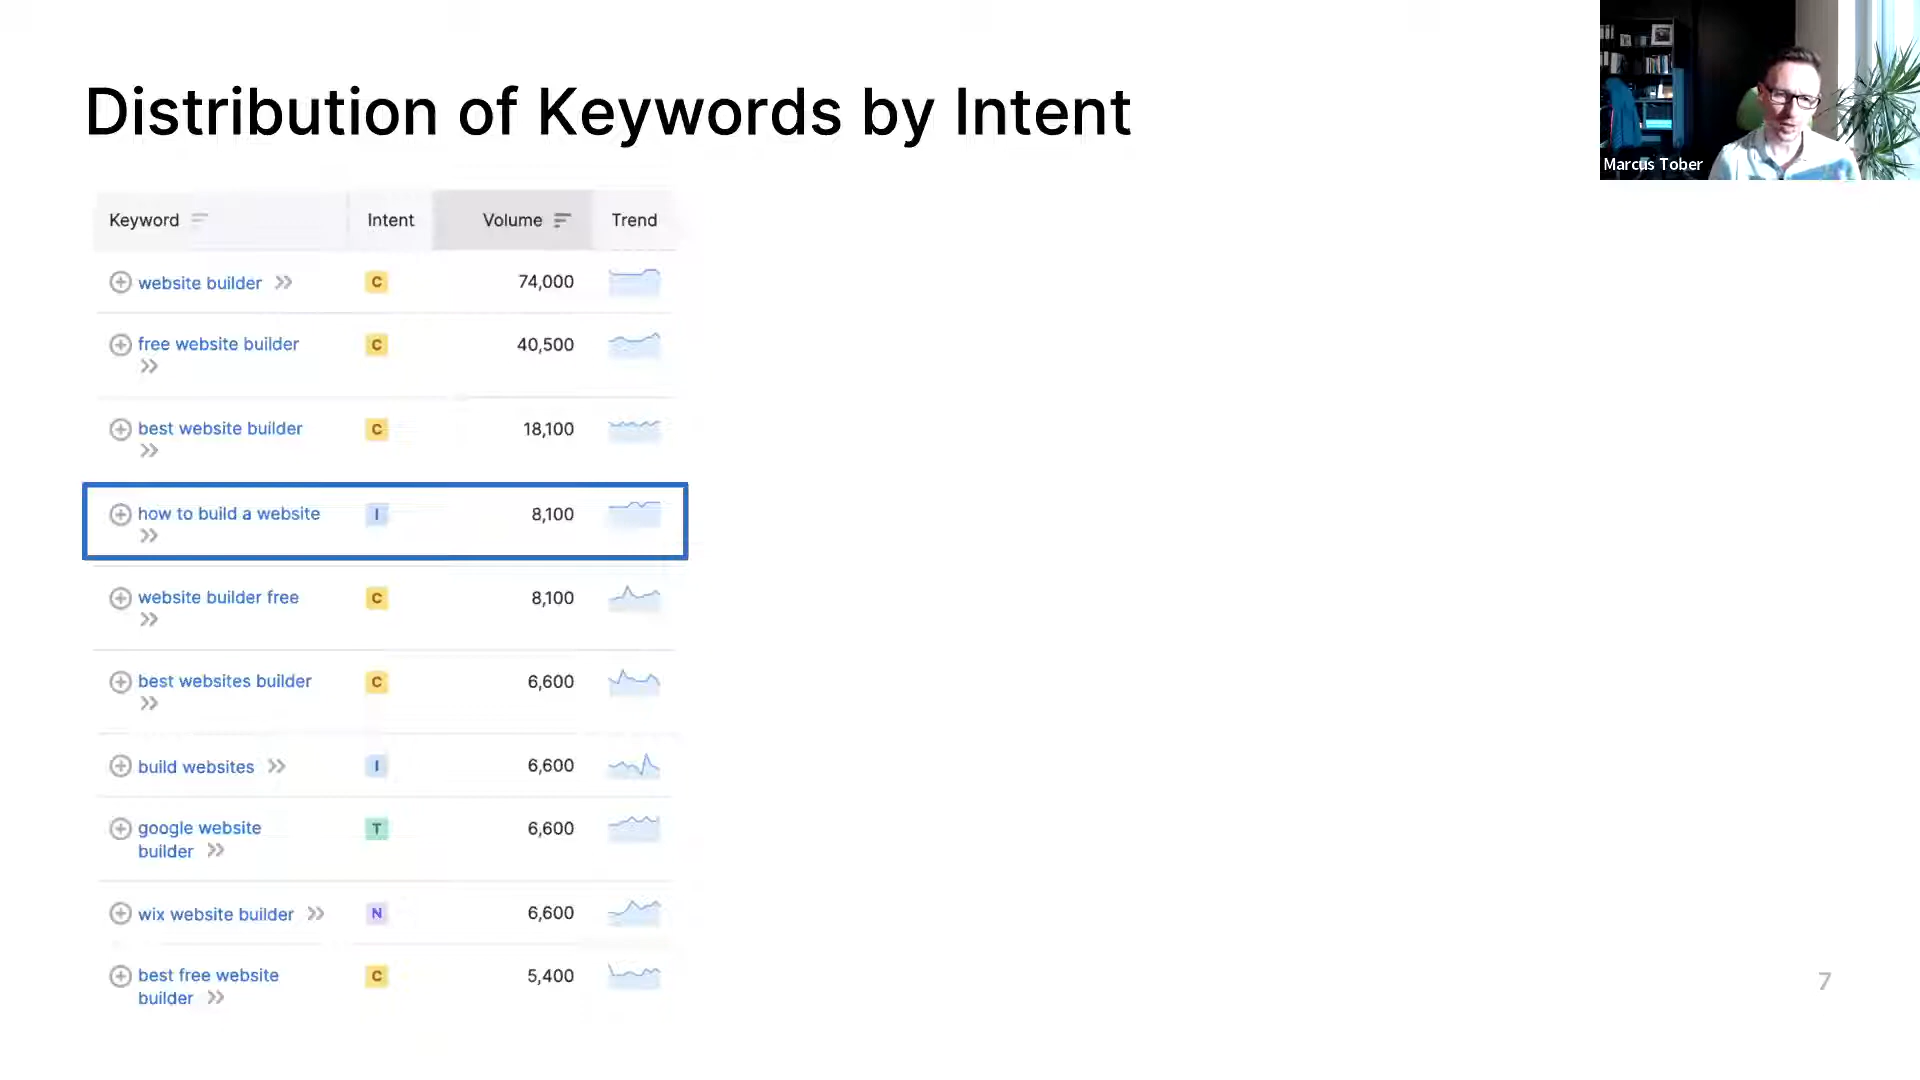 Distribution of Keywords by Intent
Marcus Tober
Keyword Intent Volume Trend
website builder C 74,000
free website builder C 40,500
best website builder C 18,100
how to build a website I 8,100
website builder free C 8,100
best websites builder C 6,600
build websites I 6,600
google website T 6,600
builder
wix website builder N 6,600
best free website C 5,400
builder
7